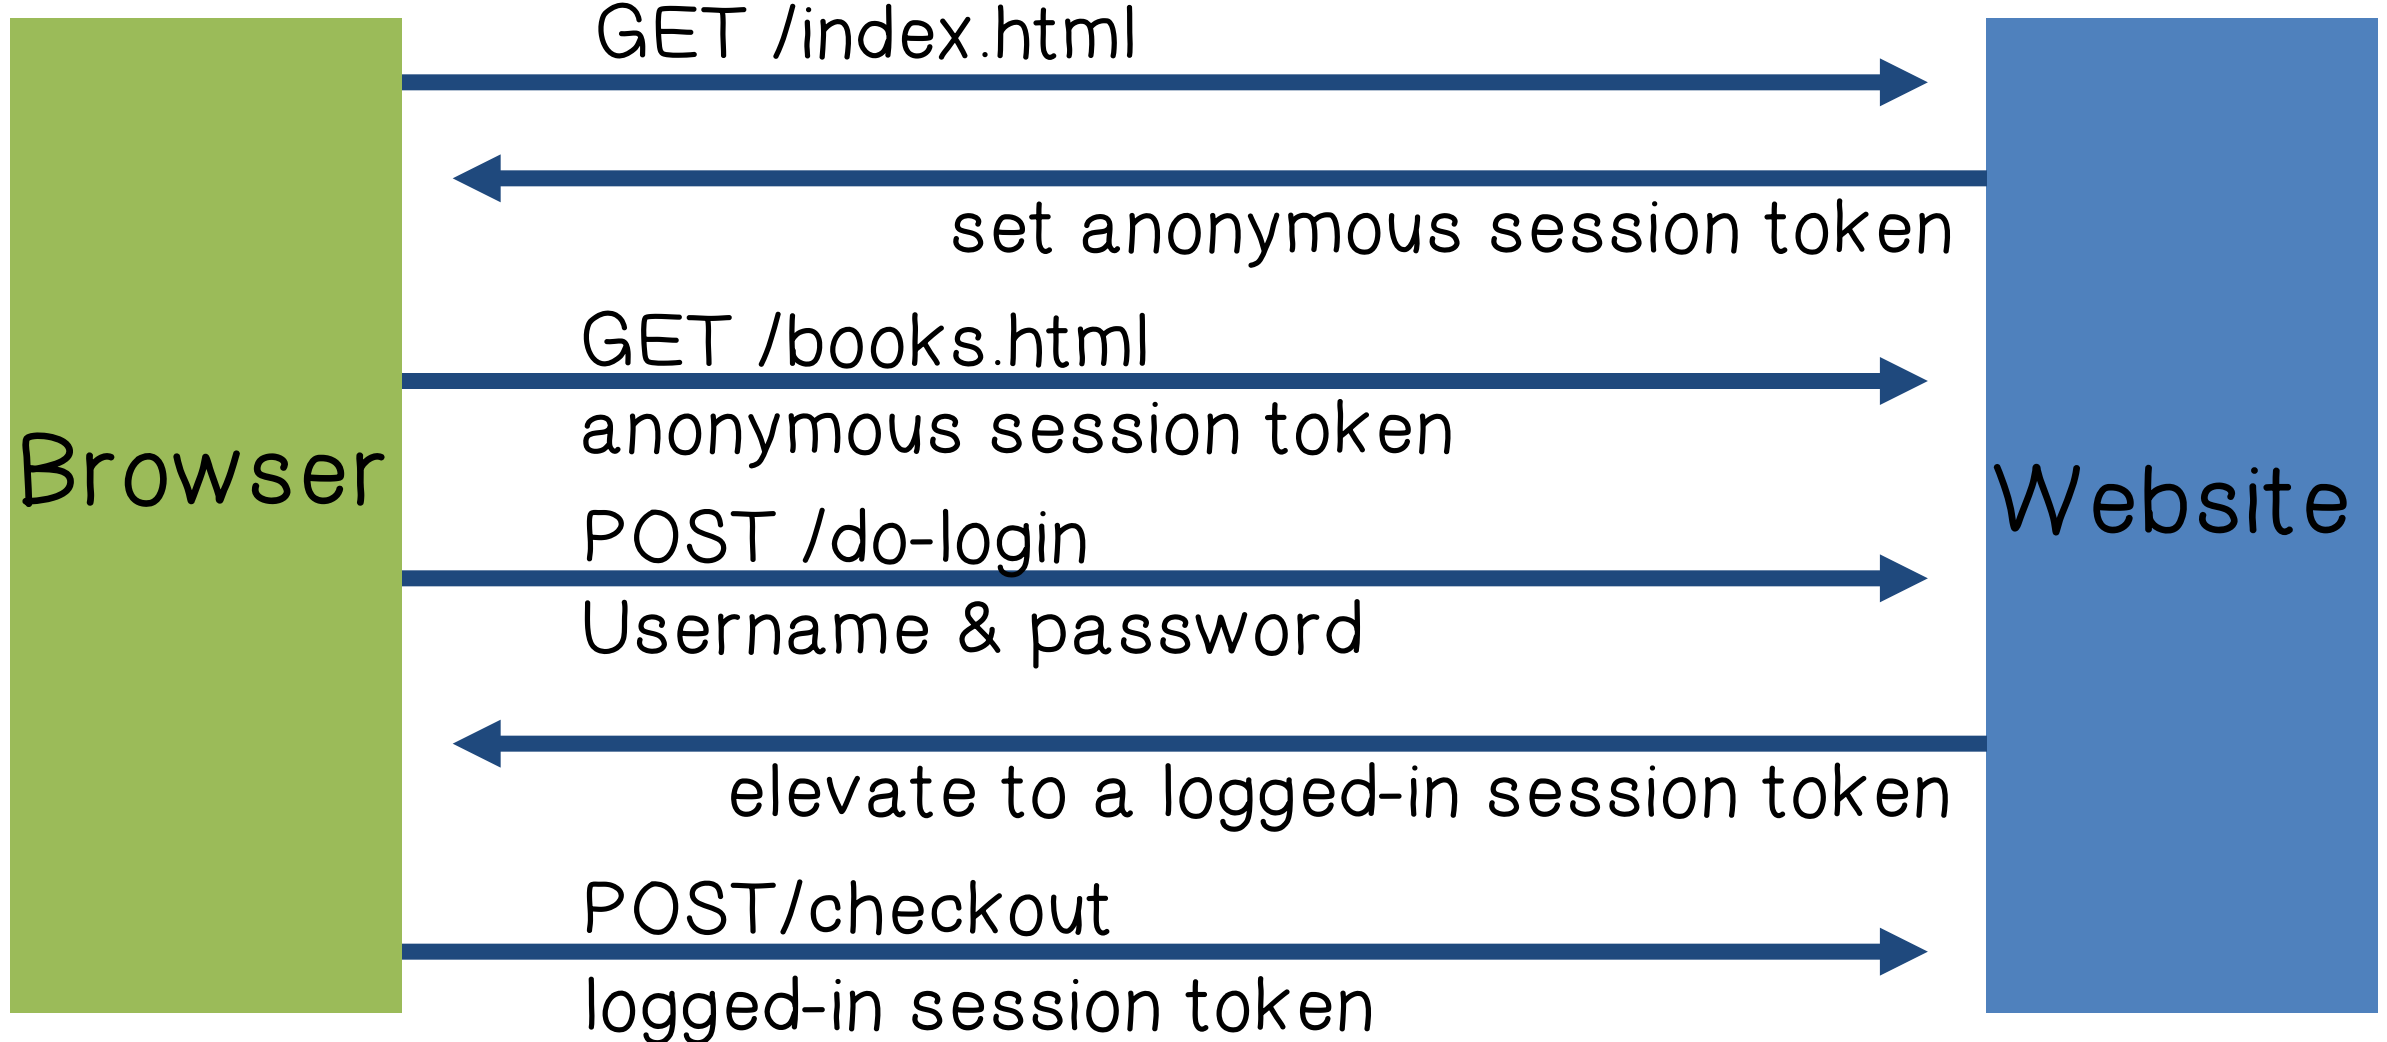 GET /index.html
set anonymous session token
GET /books.html
anonymous session token
Browser
Website
POST /do-login
Username & password
elevate to a logged-in session token
POST/checkout
logged-in session token